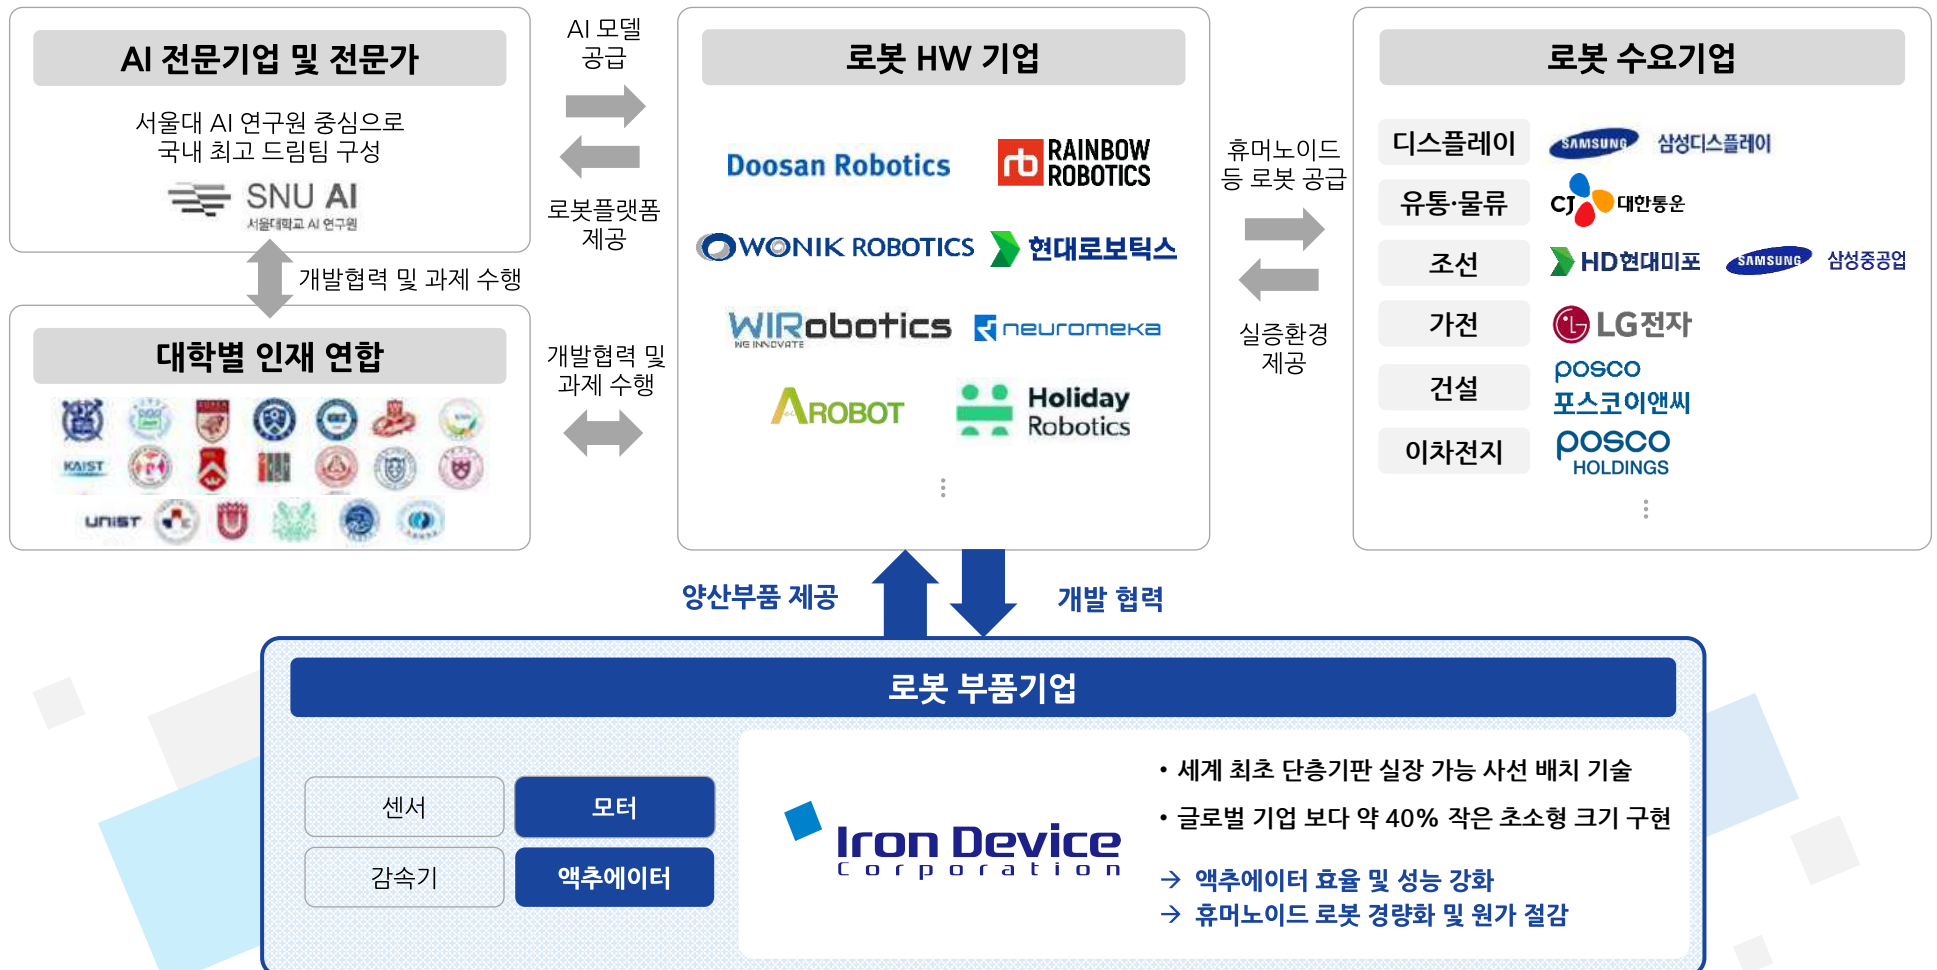 AI 전문기업 및 전문가
서울대 AI 연구원 중심으로
국내 최고 드림팀 구성
SNU AI
서울대학교 AI 연구원
개발협력 및 과제 수행
대학별 인재 연합
KAIST
UNIST
AI 모델
공급
로봇플랫폼
제공
개발협력 및
과제 수행
로봇 HW 기업
Doosan Robotics
RAINBOW
ROBOTICS
WONIK ROBOTICS
현대로보틱스
WIRobotics
WE INNOVATE
neuromeka
AROBOT
Holiday
Robotics
휴머노이드
등 로봇 공급
실증환경
제공
로봇 수요기업
디스플레이
SAMSUNG 삼성디스플레이
유통·물류
CJ 대한통운
조선
HD현대미포
SAMSUNG 삼성중공업
가전
LG전자
건설
posco
포스코이앤씨
이차전지
posco
HOLDINGS
양산부품 제공
개발 협력
로봇 부품기업
센서
모터
감속기
액추에이터
Iron Device
Corporation
• 세계 최초 단층기판 실장 가능 사선 배치 기술
• 글로벌 기업 보다 약 40% 작은 초소형 크기 구현
→ 액추에이터 효율 및 성능 강화
→ 휴머노이드 로봇 경량화 및 원가 절감